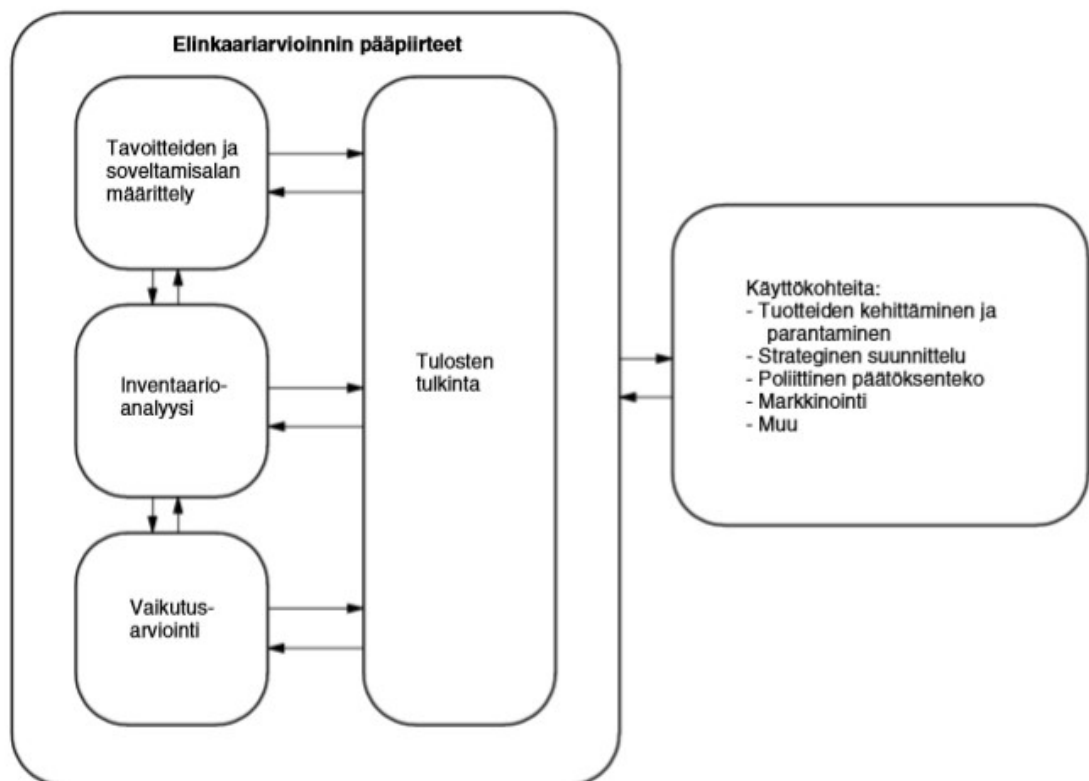 Elinkaariarvioinnin pääpiirteet
Tavoitteiden ja
soveltamisalan
määrittely
Inventaario-
analyysi
Vaikutus-
arviointi
Tulosten
tulkinta
Käyttökohteita:
- Tuotteiden kehittäminen ja
parantaminen
- Strateginen suunnittelu
- Poliittinen päätöksenteko
- Markkinointi
- Muu